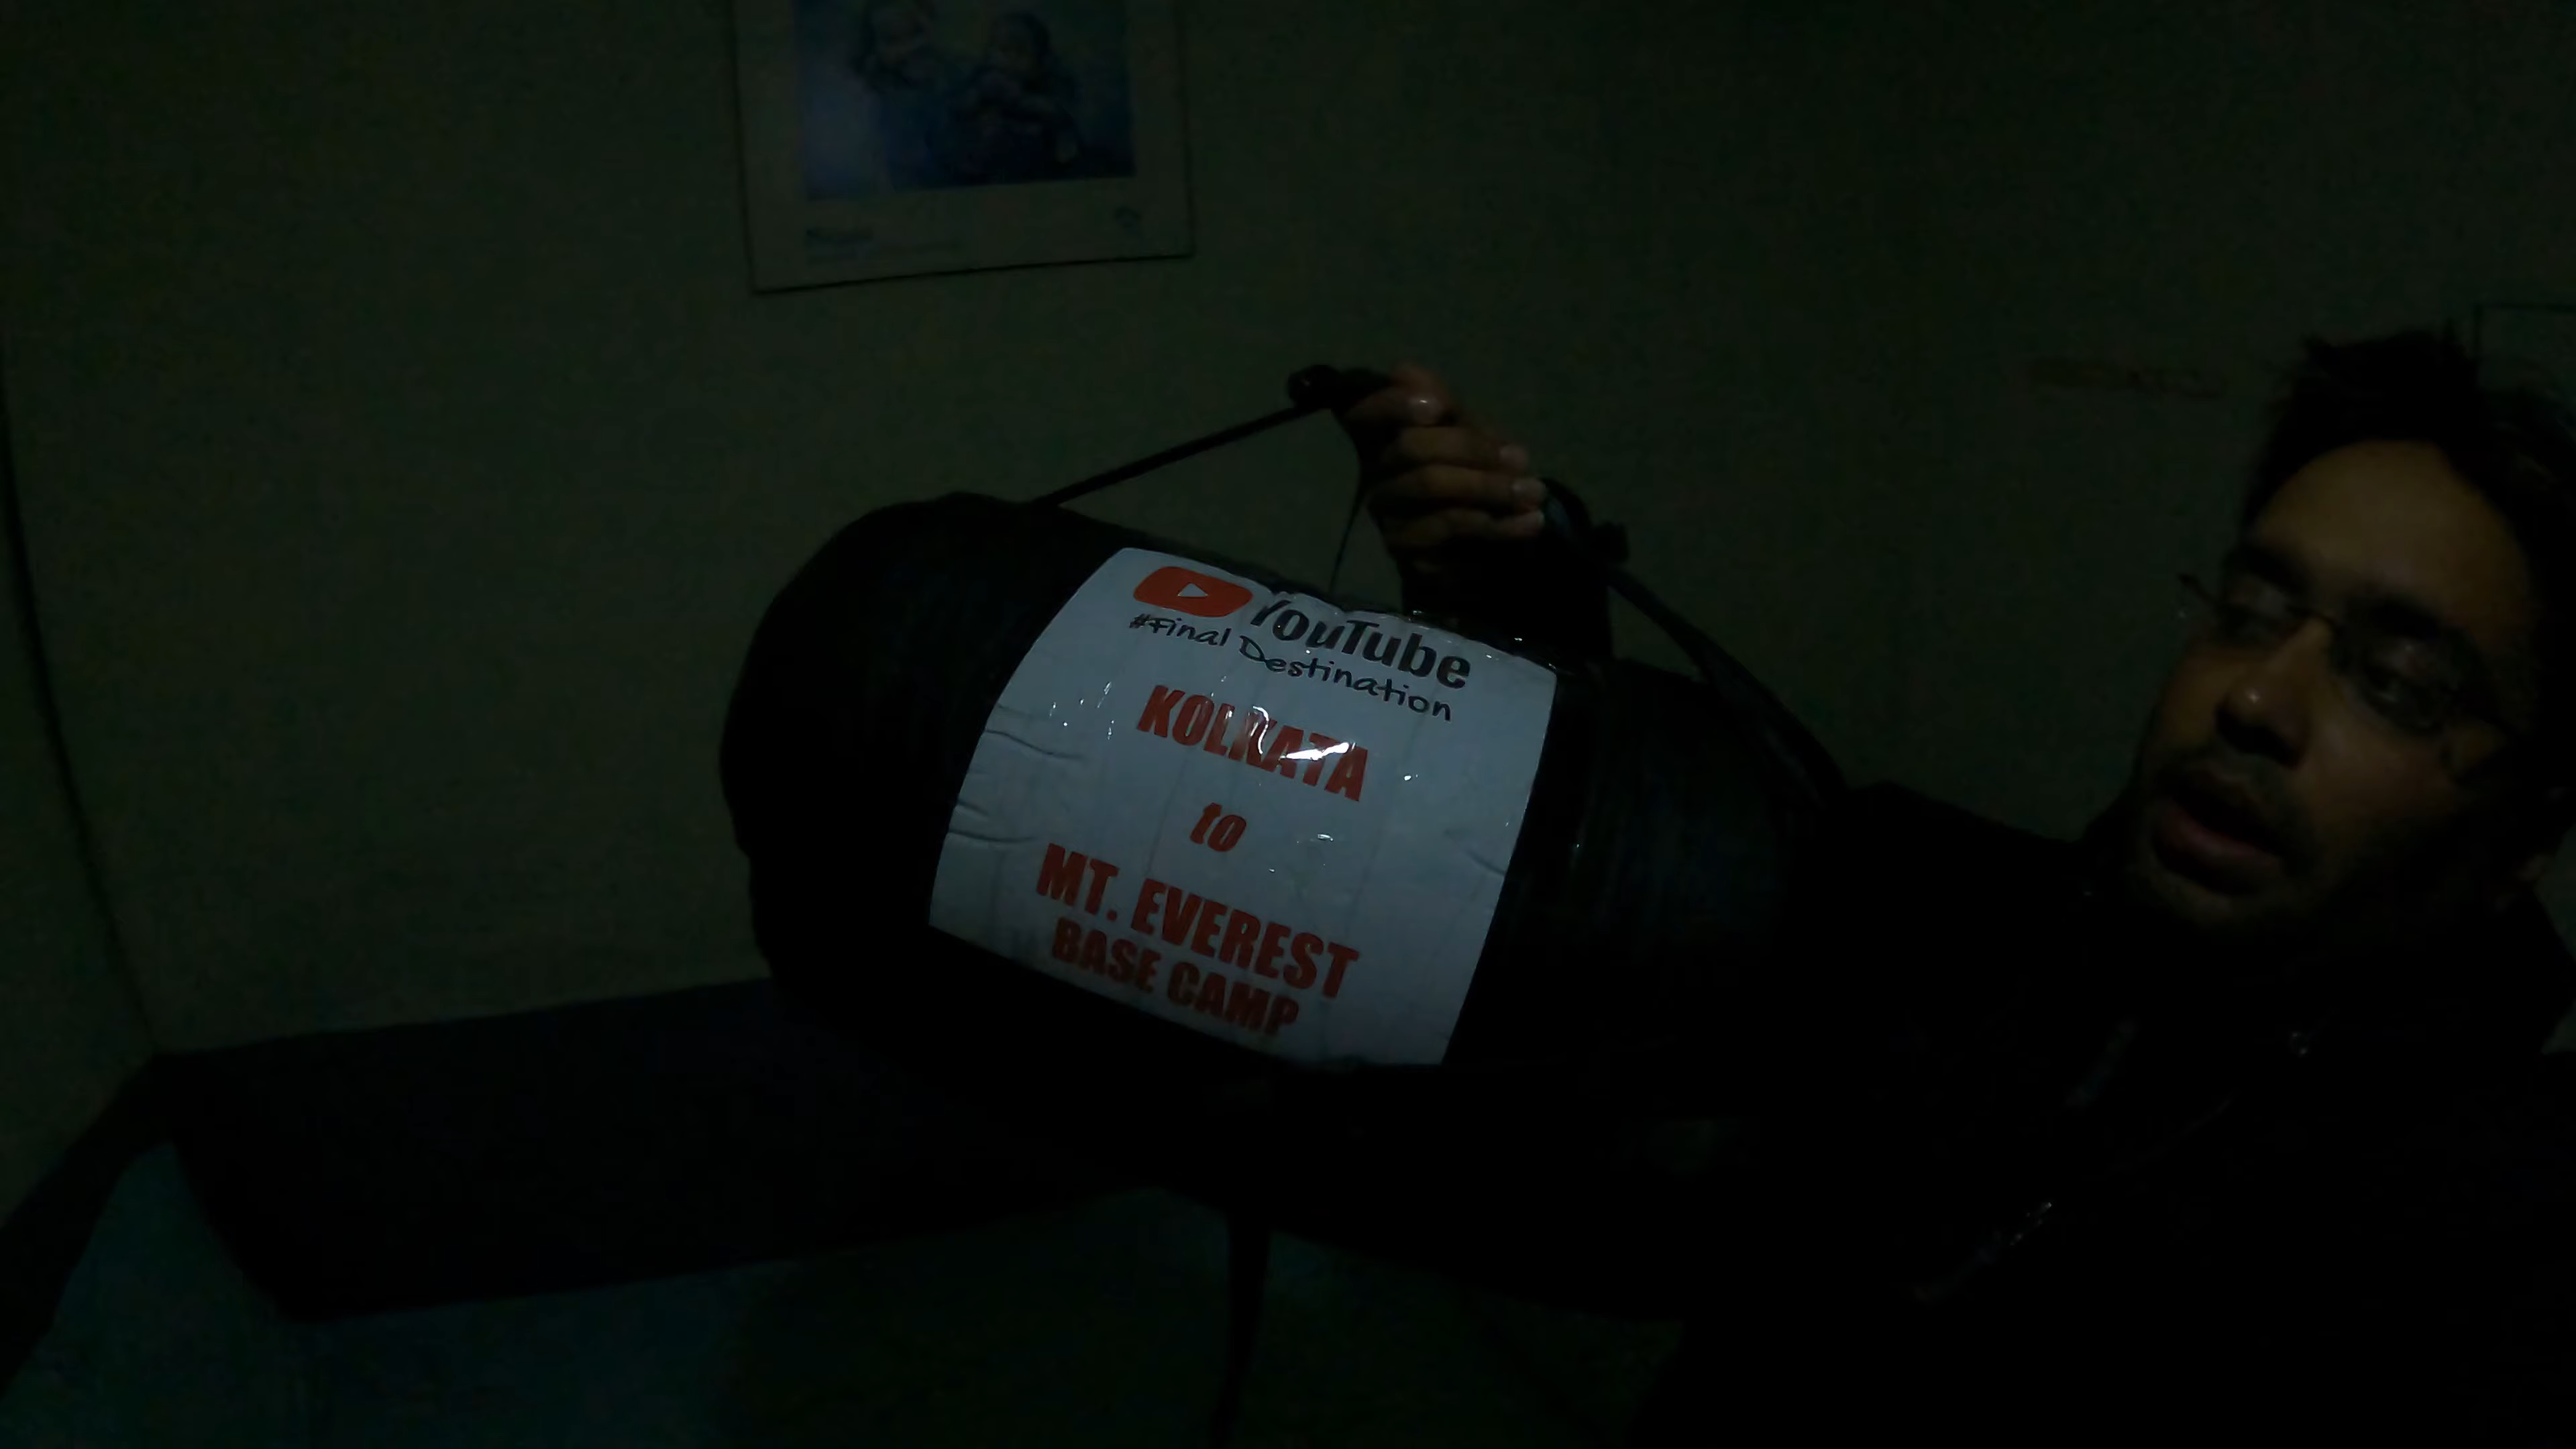 YouTube
#Final Destination
KOLKATA
to
MT. EVEREST
BASE CAMP